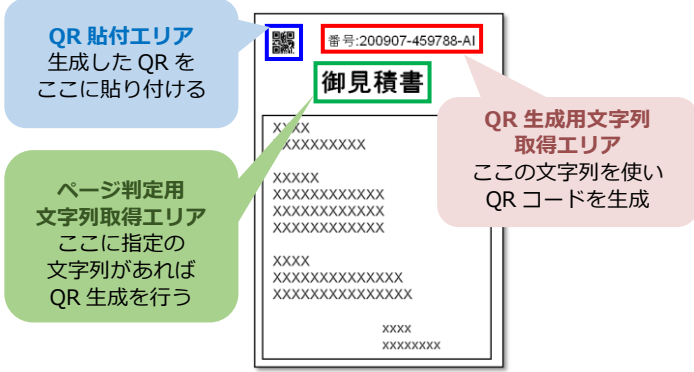 QR 貼付エリア
生成した QR を
ここに貼り付ける
番号:200907-459788-AI
御見積書
QR 生成用文字列
取得エリア
ここの文字列を使い
QR コードを生成
ページ判定用
文字列取得エリア
ここに指定の
文字列があれば
QR 生成を行う
XXXX
XXXXXXXXXX
XXXXX
XXXXXXXXXXXX
XXXXXXXXXXXX
XXXXXXXXXXXX
XXXX
XXXXXXXXXXXXXX
XXXXXXXXXXXXXXX
XXXX
XXXXXXXX